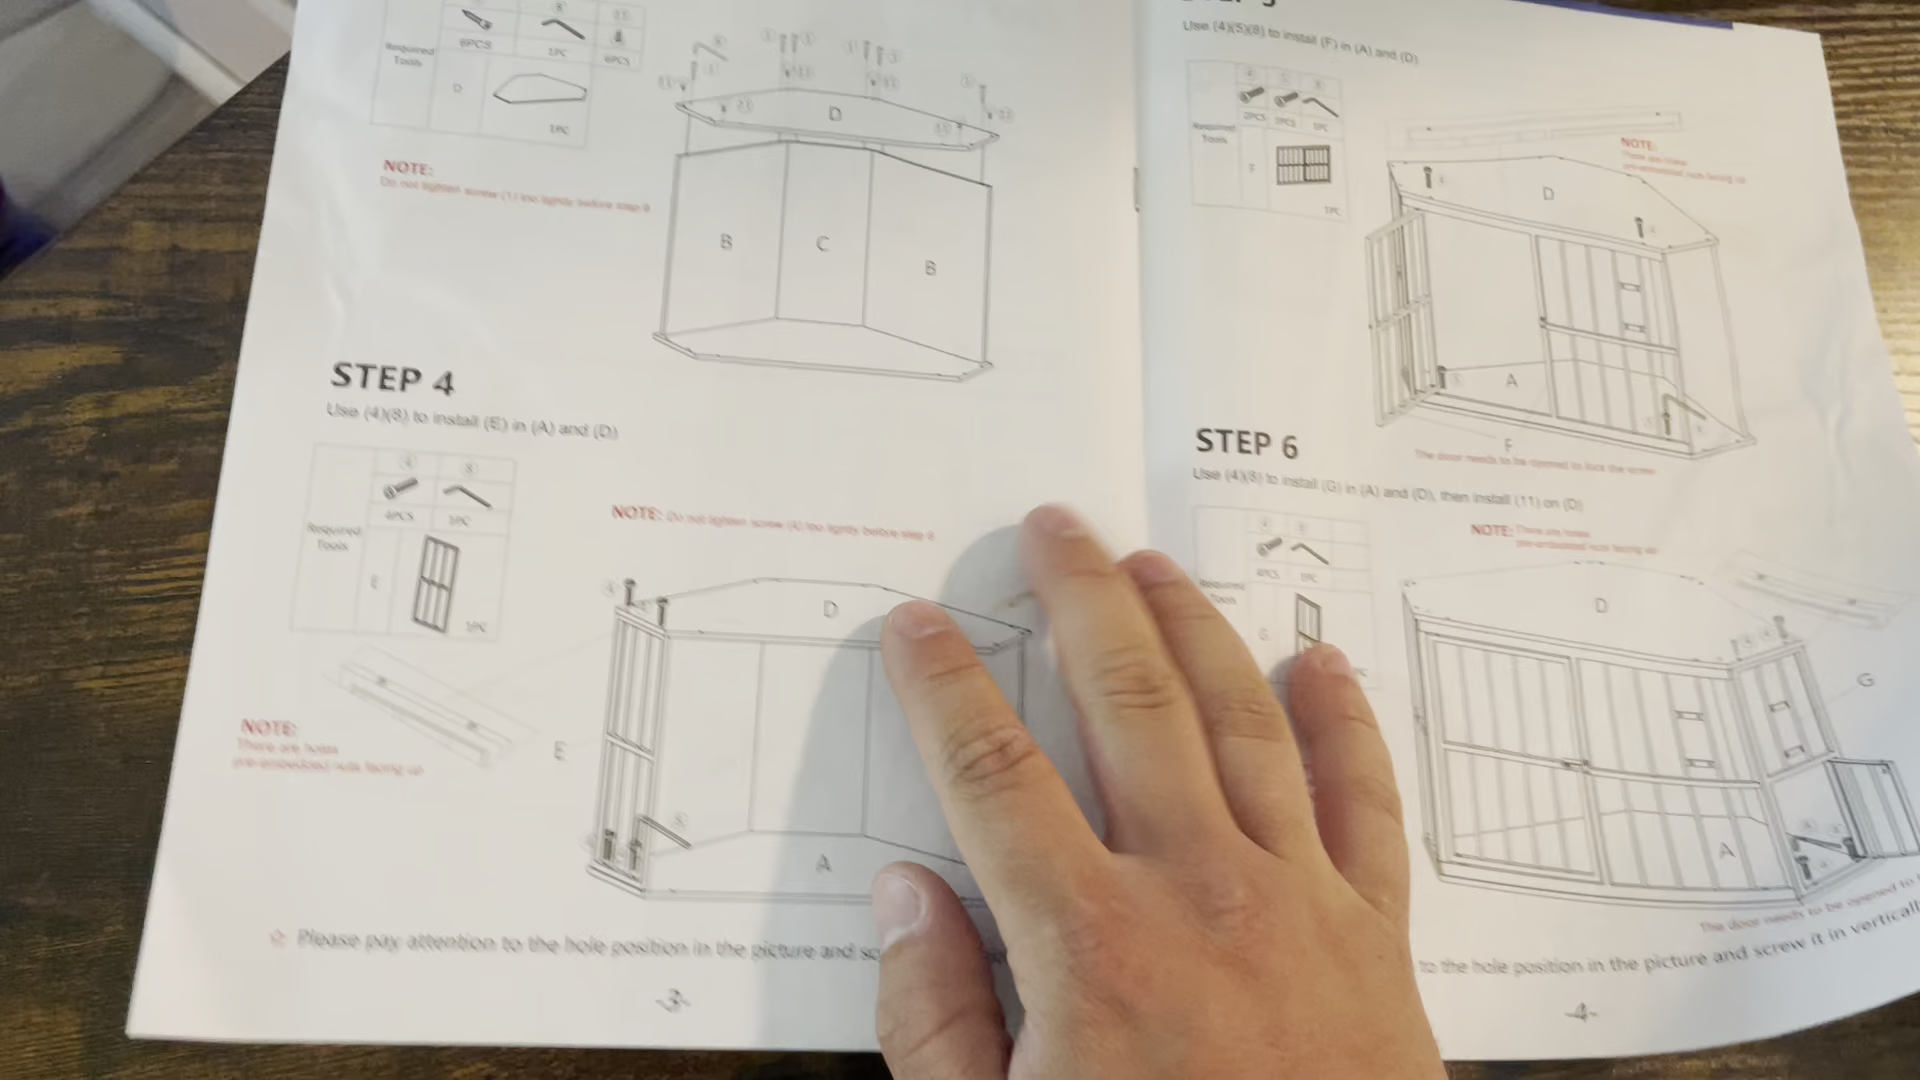 6PCS
1PC
6PCS
Required
Tools
D
1PC
NOTE:
Do not tighten screw (1) too tightly before step 9
D
B
C
B
STEP 4
Use (4)(8) to install (E) in (A) and (D)
4
8
4PCS
1PC
Required
Tools
E
1PC
NOTE: Do not tighten screw (4) too tightly before step 9
NOTE:
There are holes
pre-embedded nuts facing up
E
D
A
Please pay attention to the hole position in the picture and
-3-
Use (4)(5)(8) to install (F) in (A) and (D)
2PCS
2PCS
1PC
Required
Tools
F
1PC
NOTE:
There are holes
pre-embedded nuts facing up
D
A
F
The door needs to be opened to lock the screw
STEP 6
Use (4)(8) to install (G) in (A) and (D), then install (11) on (D)
4PCS
1PC
Required
Tools
G
NOTE: There are holes
pre-embedded nuts facing up
D
G
A
The door needs to be opened to
to the hole position in the picture and screw it in vertically
-4-